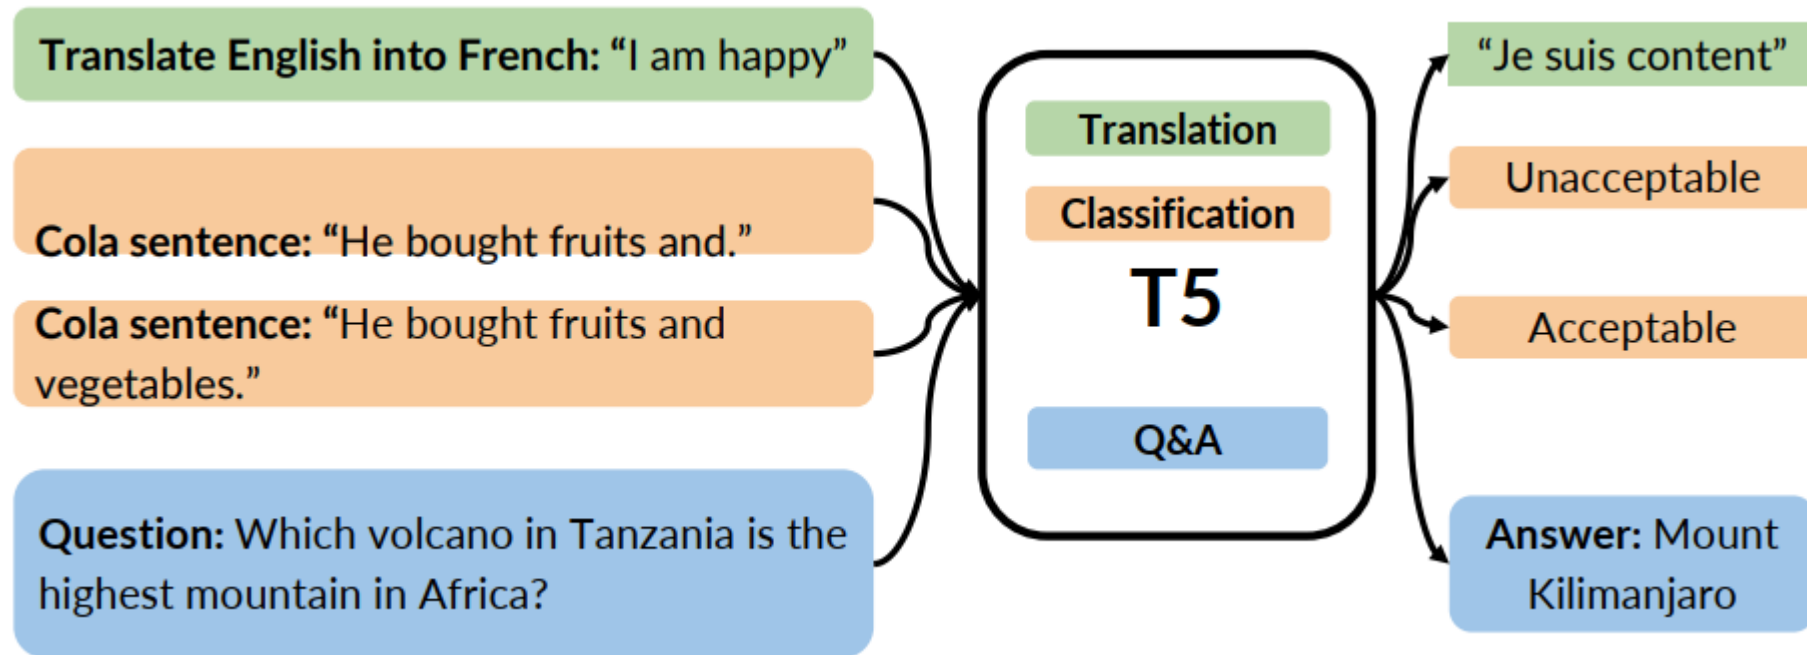 Translate English into French: “I am happy”
Cola sentence: “He bought fruits and.”
Cola sentence: “He bought fruits and
vegetables.”
Question: Which volcano in Tanzania is the
highest mountain in Africa?
Translation
Classification
T5
Q&A
“Je suis content”
Unacceptable
Acceptable
Answer: Mount
Kilimanjaro